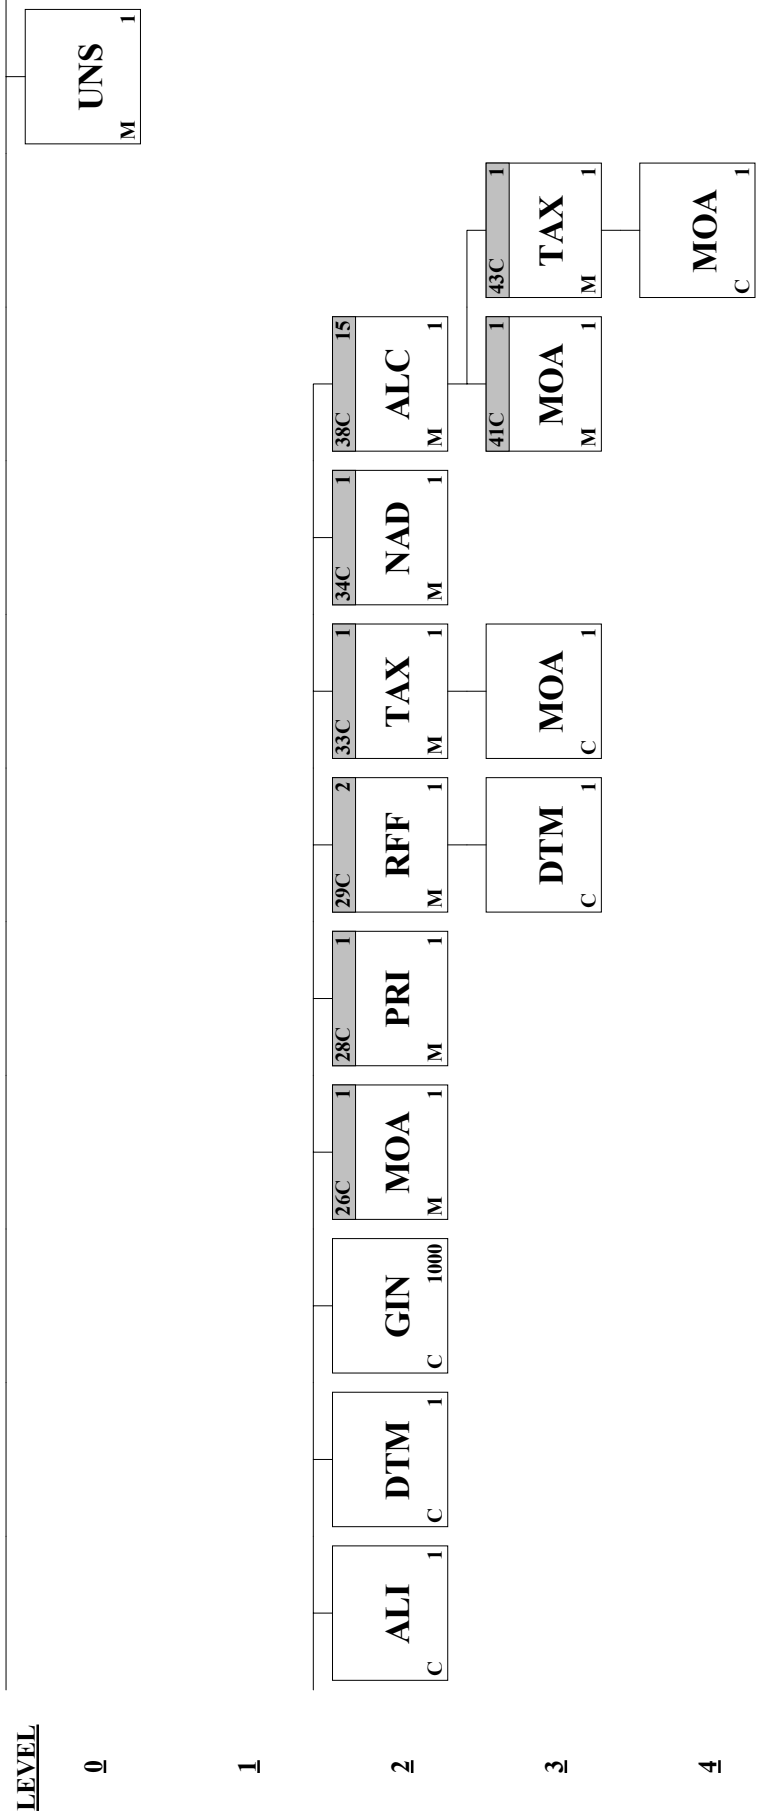 LEVEL
0
UNS
M 1
1
2
ALI
C 1
DTM
C 1
GIN
C 1000
26C 1
MOA
M 1
28C 1
PRI
M 1
29C 2
RFF
M 1
33C 1
TAX
M 1
34C 1
NAD
M 1
38C 15
ALC
M 1
3
DTM
C 1
MOA
C 1
41C 1
MOA
M 1
43C 1
TAX
M 1
4
MOA
C 1